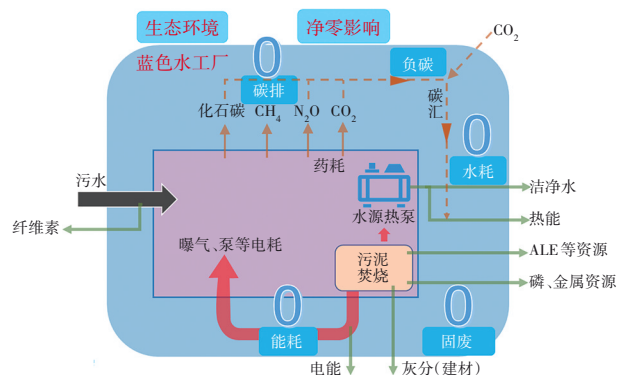 生态环境
净零影响
CO₂
蓝色水工厂
0
碳排
负碳
碳汇
化石碳
CH₄
N₂O
CO₂
0
水耗
药耗
污水
洁净水
水源热泵
热能
纤维素
曝气、泵等电耗
污泥
焚烧
ALE等资源
磷、金属资源
0
能耗
0
固废
电能
灰分(建材)